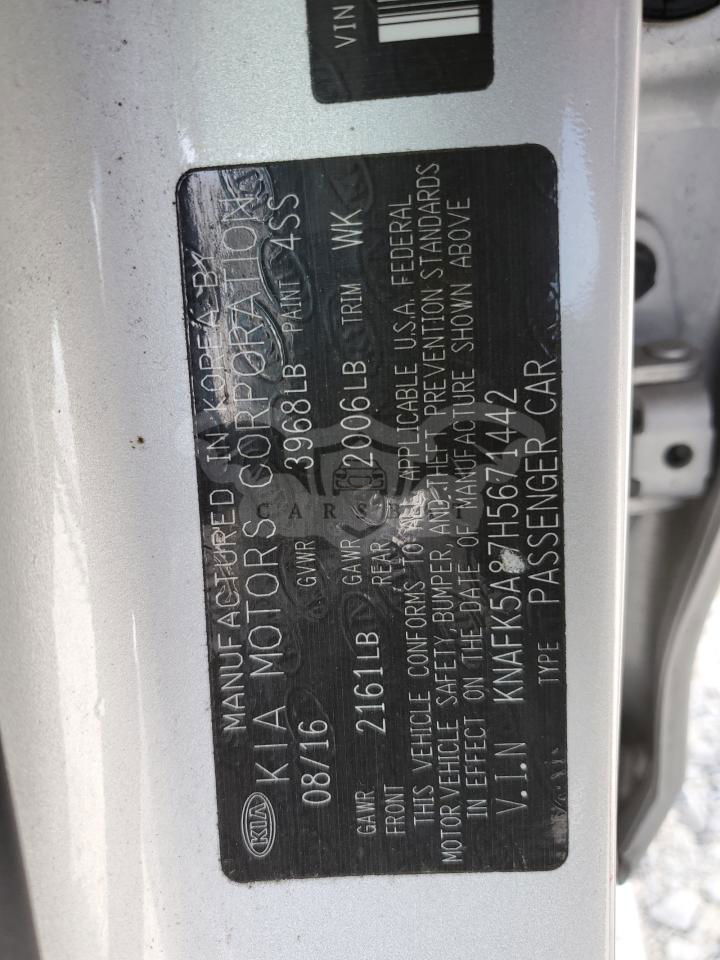 VIN
MANUFACTURED IN KOREA BY
KIA MOTORS CORPORATION
KIA
08/16 GVWR 3968LB PAINT 4SS
GAWR FRONT 2161LB GAWR REAR 2006LB TRIM WK
THIS VEHICLE CONFORMS TO ALL APPLICABLE U.S.A. FEDERAL
MOTOR VEHICLE SAFETY, BUMPER, AND THEFT PREVENTION STANDARDS
IN EFFECT ON THE DATE OF MANUFACTURE SHOWN ABOVE
V.I.N KNAFK5A87H5671442
TYPE PASSENGER CAR